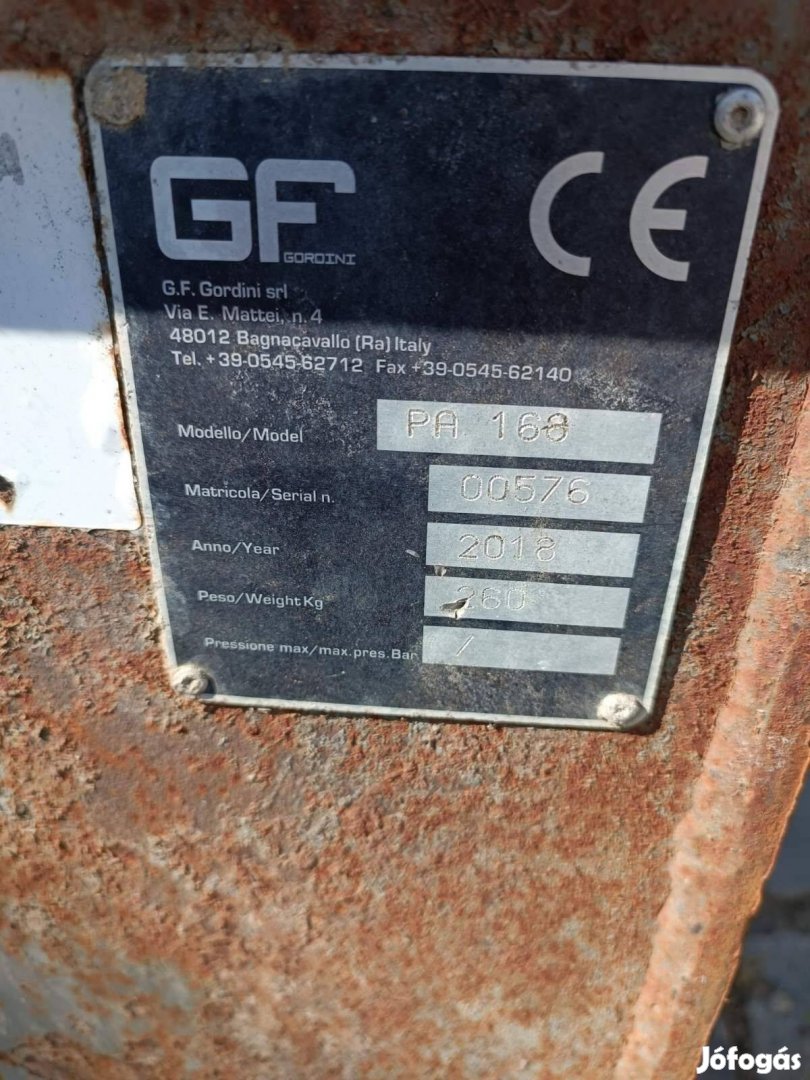 GF
GORDINI
CE
G.F. Gordini srl
Via E. Mattei, n. 4
48012 Bagnacavallo (Ra) Italy
Tel. +39-0545-62712 Fax +39-0545-62140
Modello/Model PA 168
Matricola/Serial n. 00576
Anno/Year 2018
Peso/Weight Kg 260
Pressione max/max.pres.Bar /
Jófogás